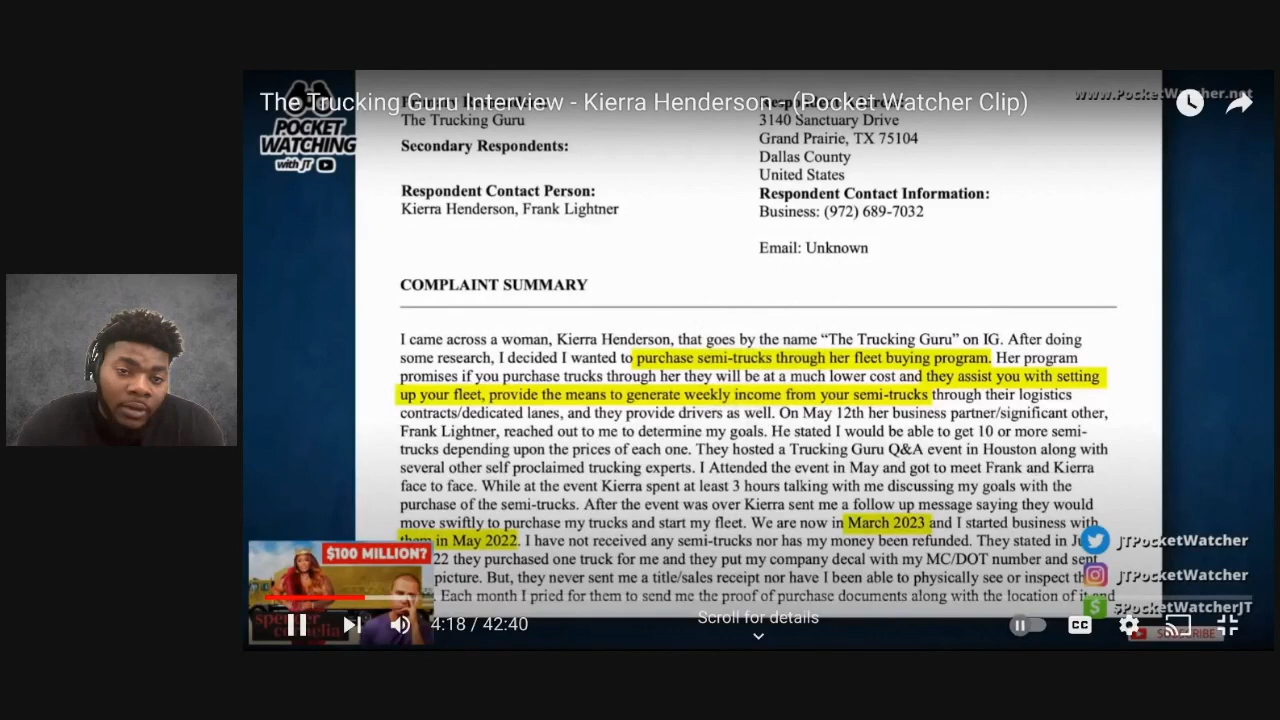 The Trucking Guru Interview - Kierra Henderson - (Pocket Watcher Clip)
www.PocketWatcher.net
POCKET
WATCHING
with JT
The Trucking Guru
Secondary Respondents:
Respondent Contact Person:
Kierra Henderson, Frank Lightner
3140 Sanctuary Drive
Grand Prairie, TX 75104
Dallas County
United States
Respondent Contact Information:
Business: (972) 689-7032
Email: Unknown
COMPLAINT SUMMARY
I came across a woman, Kierra Henderson, that goes by the name “The Trucking Guru” on IG. After doing
some research, I decided I wanted to purchase semi-trucks through her fleet buying program. Her program
promises if you purchase trucks through her they will be at a much lower cost and they assist you with setting
up your fleet, provide the means to generate weekly income from your semi-trucks through their logistics
contracts/dedicated lanes, and they provide drivers as well. On May 12th her business partner/significant other,
Frank Lightner, reached out to me to determine my goals. He stated I would be able to get 10 or more semi-
trucks depending upon the prices of each one. They hosted a Trucking Guru Q&A event in Houston along with
several other self proclaimed trucking experts. I Attended the event in May and got to meet Frank and Kierra
face to face. While at the event Kierra spent at least 3 hours talking with me discussing my goals with the
purchase of the semi-trucks. After the event was over Kierra sent me a follow up message saying they would
move swiftly to purchase my trucks and start my fleet. We are now in March 2023 and I started business with
them in May 2022. I have not received any semi-trucks nor has my money been refunded. They stated in
22 they purchased one truck for me and they put my company decal with my MC/DOT number and sent
picture. But, they never sent me a title/sales receipt nor have I been able to physically see or inspect
. Each month I pried for them to send me the proof of purchase documents along with the location of it and
$100 MILLION?
spencer
cornelia
JTPocketWatcher
JTPocketWatcher
$PocketWatcherJT
SUBSCRIBE
4:18 / 42:40
Scroll for details
CC